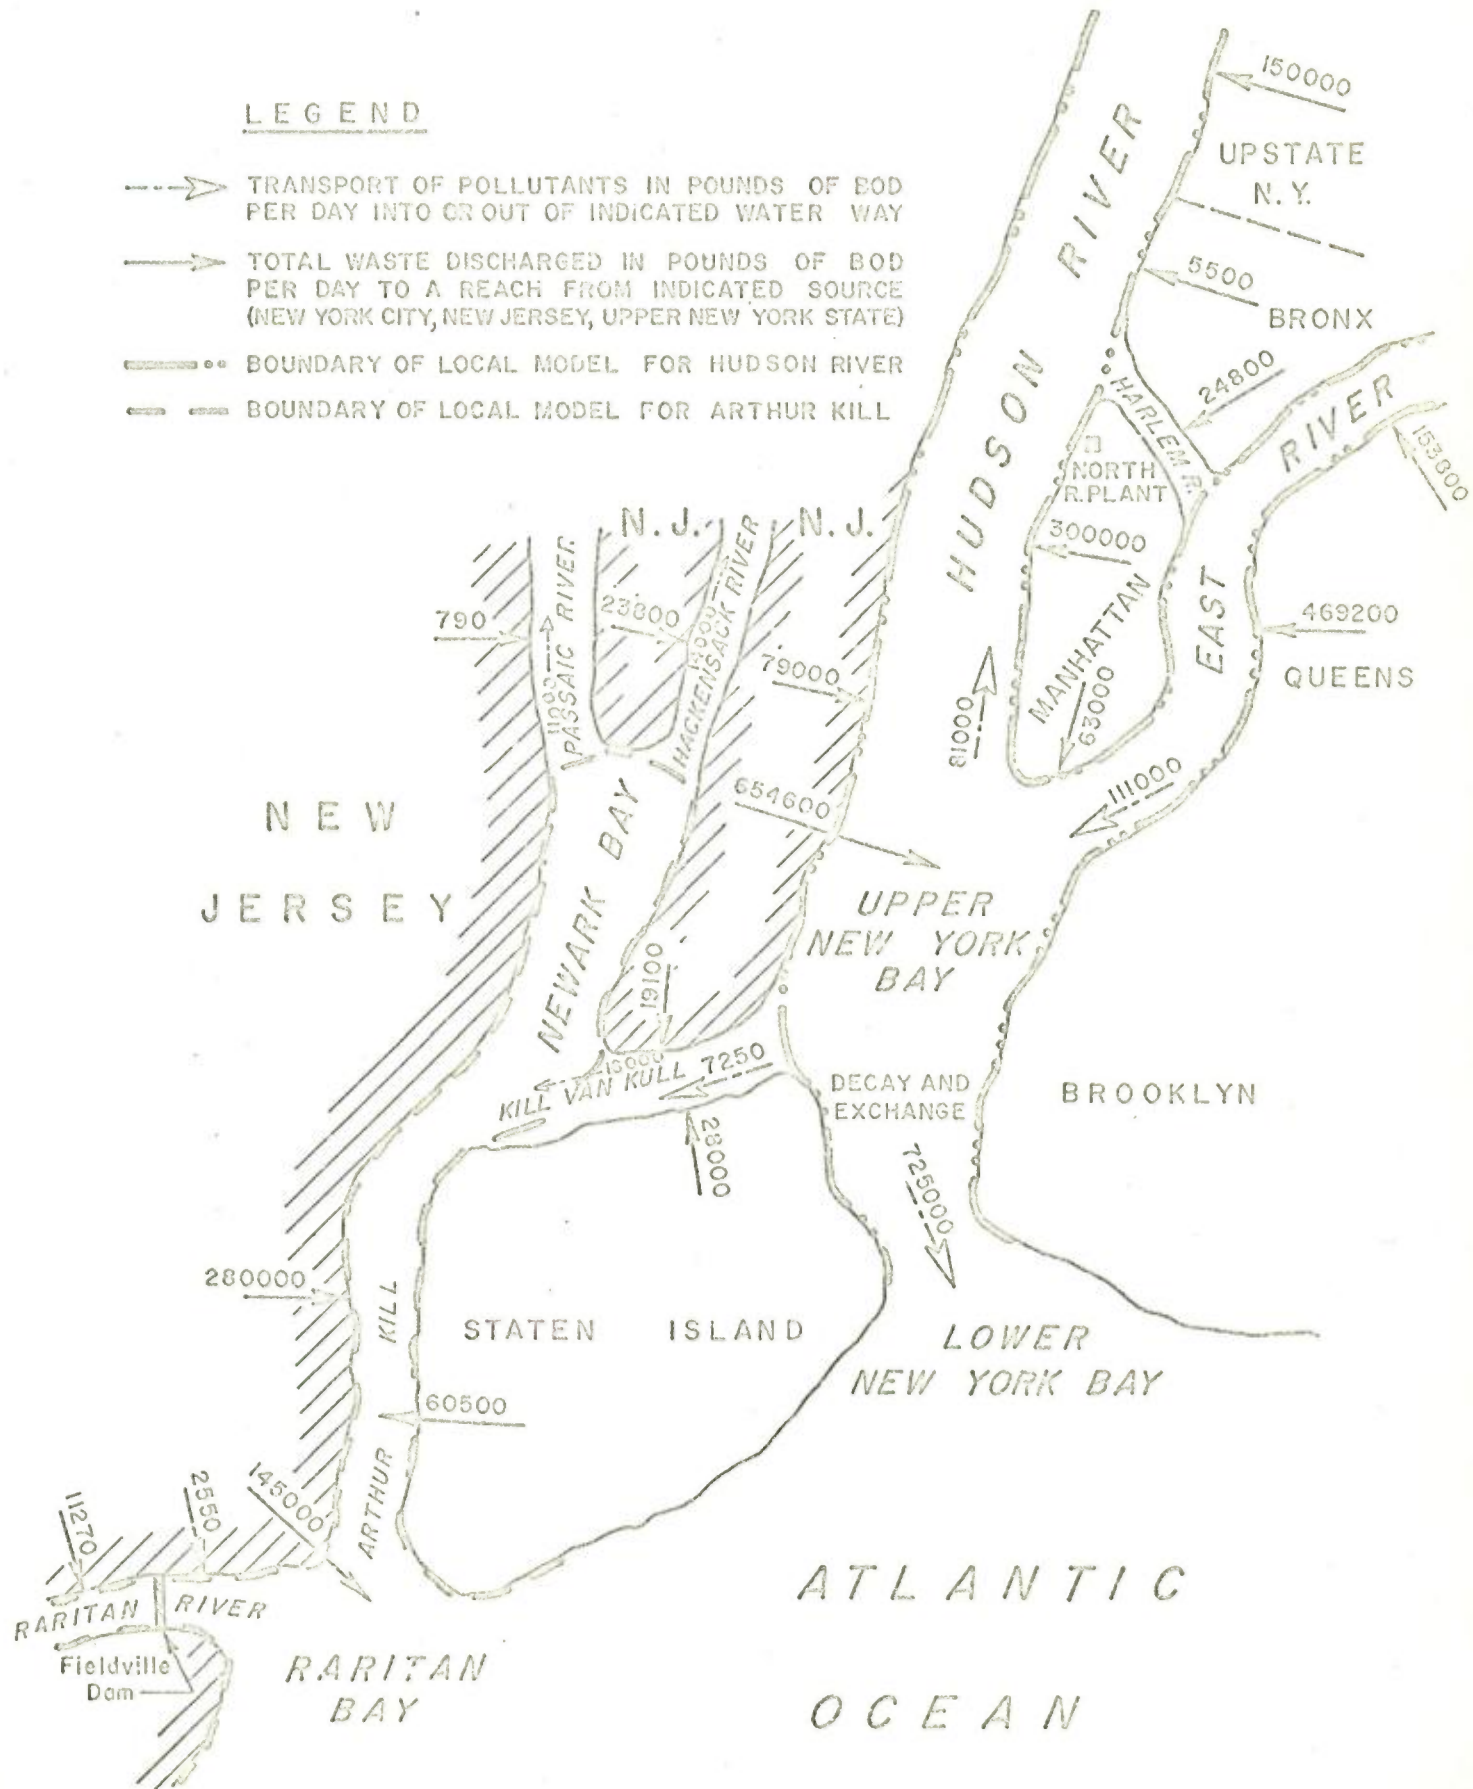 LEGEND
TRANSPORT OF POLLUTANTS IN POUNDS OF BOD
PER DAY INTO OR OUT OF INDICATED WATER WAY
TOTAL WASTE DISCHARGED IN POUNDS OF BOD
PER DAY TO A REACH FROM INDICATED SOURCE
(NEW YORK CITY, NEW JERSEY, UPPER NEW YORK STATE)
BOUNDARY OF LOCAL MODEL FOR HUDSON RIVER
BOUNDARY OF LOCAL MODEL FOR ARTHUR KILL
150000
UPSTATE
N.Y.
HUDSON RIVER
5500
BRONX
24800
HARLEM R.
EAST RIVER
153800
NORTH
R. PLANT
300000
MANHATTAN
63000
469200
QUEENS
N.J.
N.J.
790
PASSAIC RIVER
23800
HACKENSACK RIVER
79000
81000
111000
654600
NEW
JERSEY
NEWARK BAY
UPPER
NEW YORK
BAY
19100
KILL VAN KULL
7250
28000
DECAY AND
EXCHANGE
BROOKLYN
725000
280000
ARTHUR KILL
STATEN ISLAND
60500
LOWER
NEW YORK BAY
11270
2550
145000
RARITAN RIVER
Fieldville
Dam
RARITAN
BAY
ATLANTIC
OCEAN